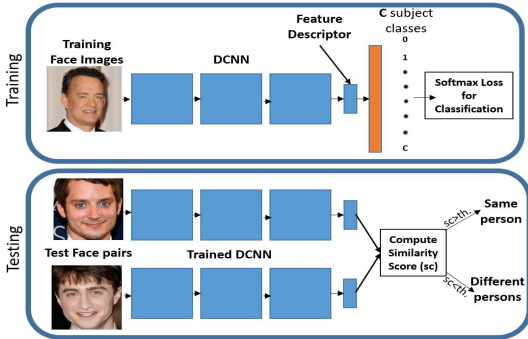 Training
Training
Face Images
DCNN
Feature
Descriptor
C subject
classes
0
1
C
Softmax Loss
for
Classification
Testing
Test Face pairs
Trained DCNN
Compute
Similarity
Score (sc)
sc>th.
sc<th.
Same
person
Different
persons